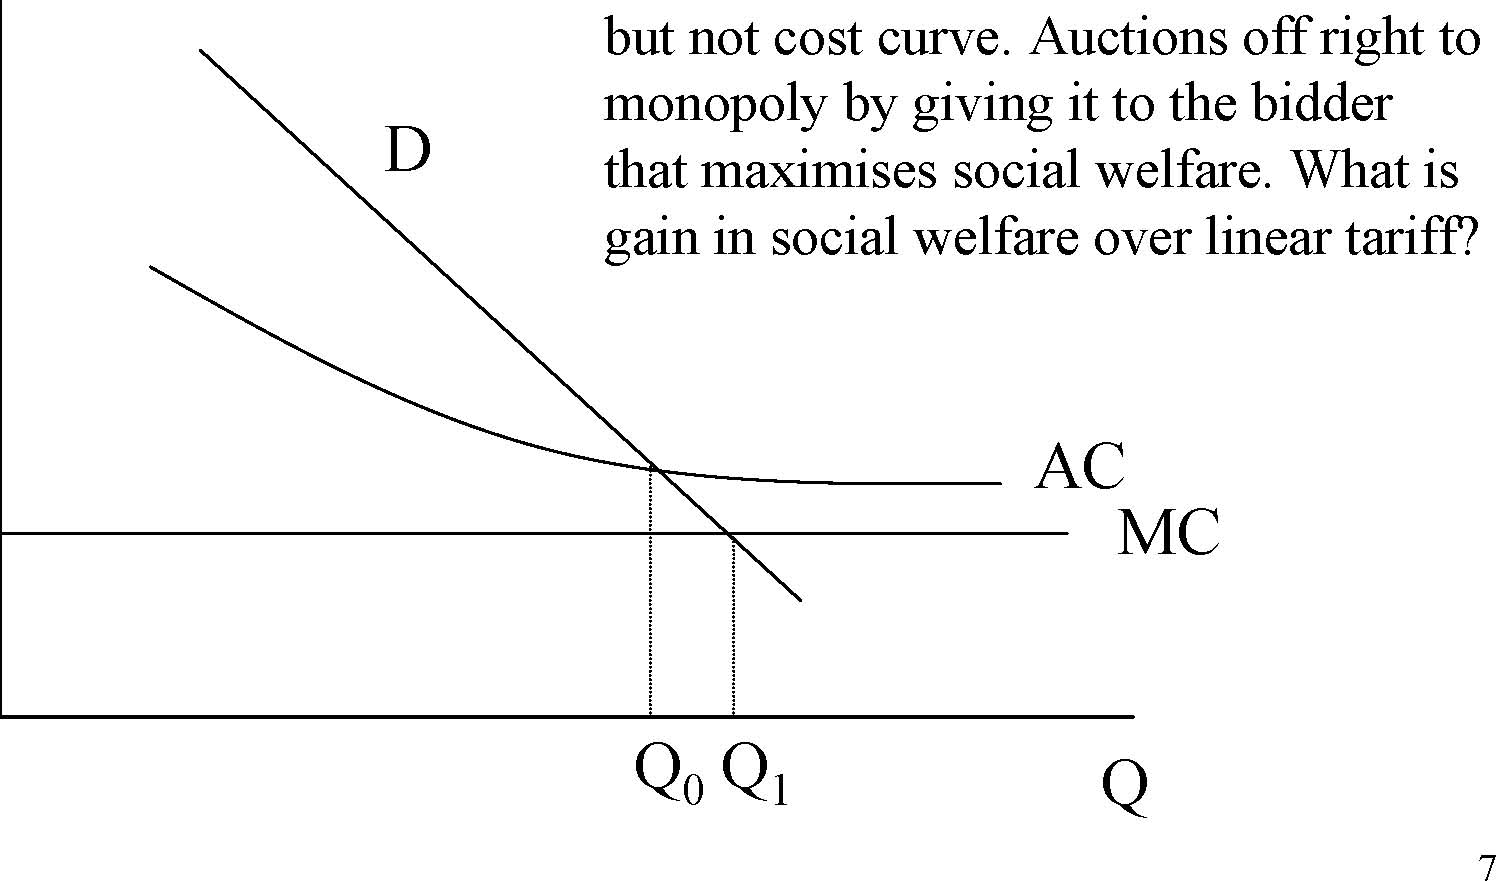 but not cost curve. Auctions off right to
monopoly by giving it to the bidder
that maximises social welfare. What is
gain in social welfare over linear tariff?
D
AC
MC
Q₀ Q₁
Q
7